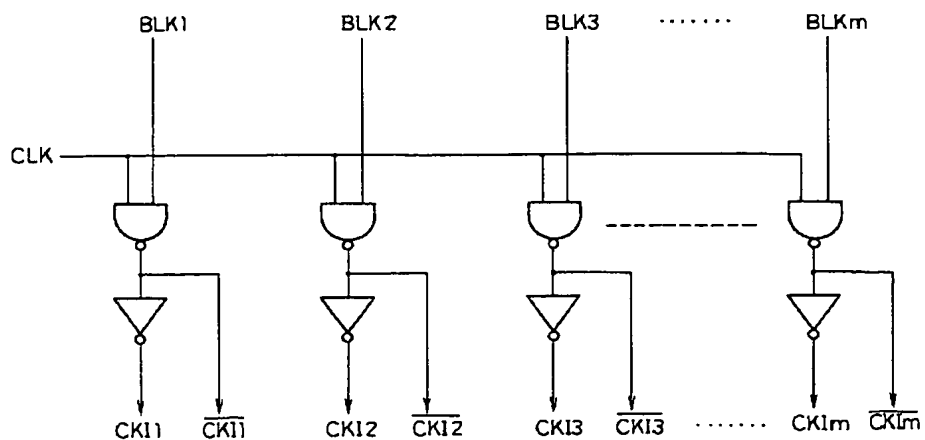 BLK1 BLK2 BLK3 ...... BLKm
CLK
CKI1 C̅K̅I̅1̅ CKI2 C̅K̅I̅2̅ CKI3 C̅K̅I̅3̅ ....... CKIm C̅K̅I̅m̅